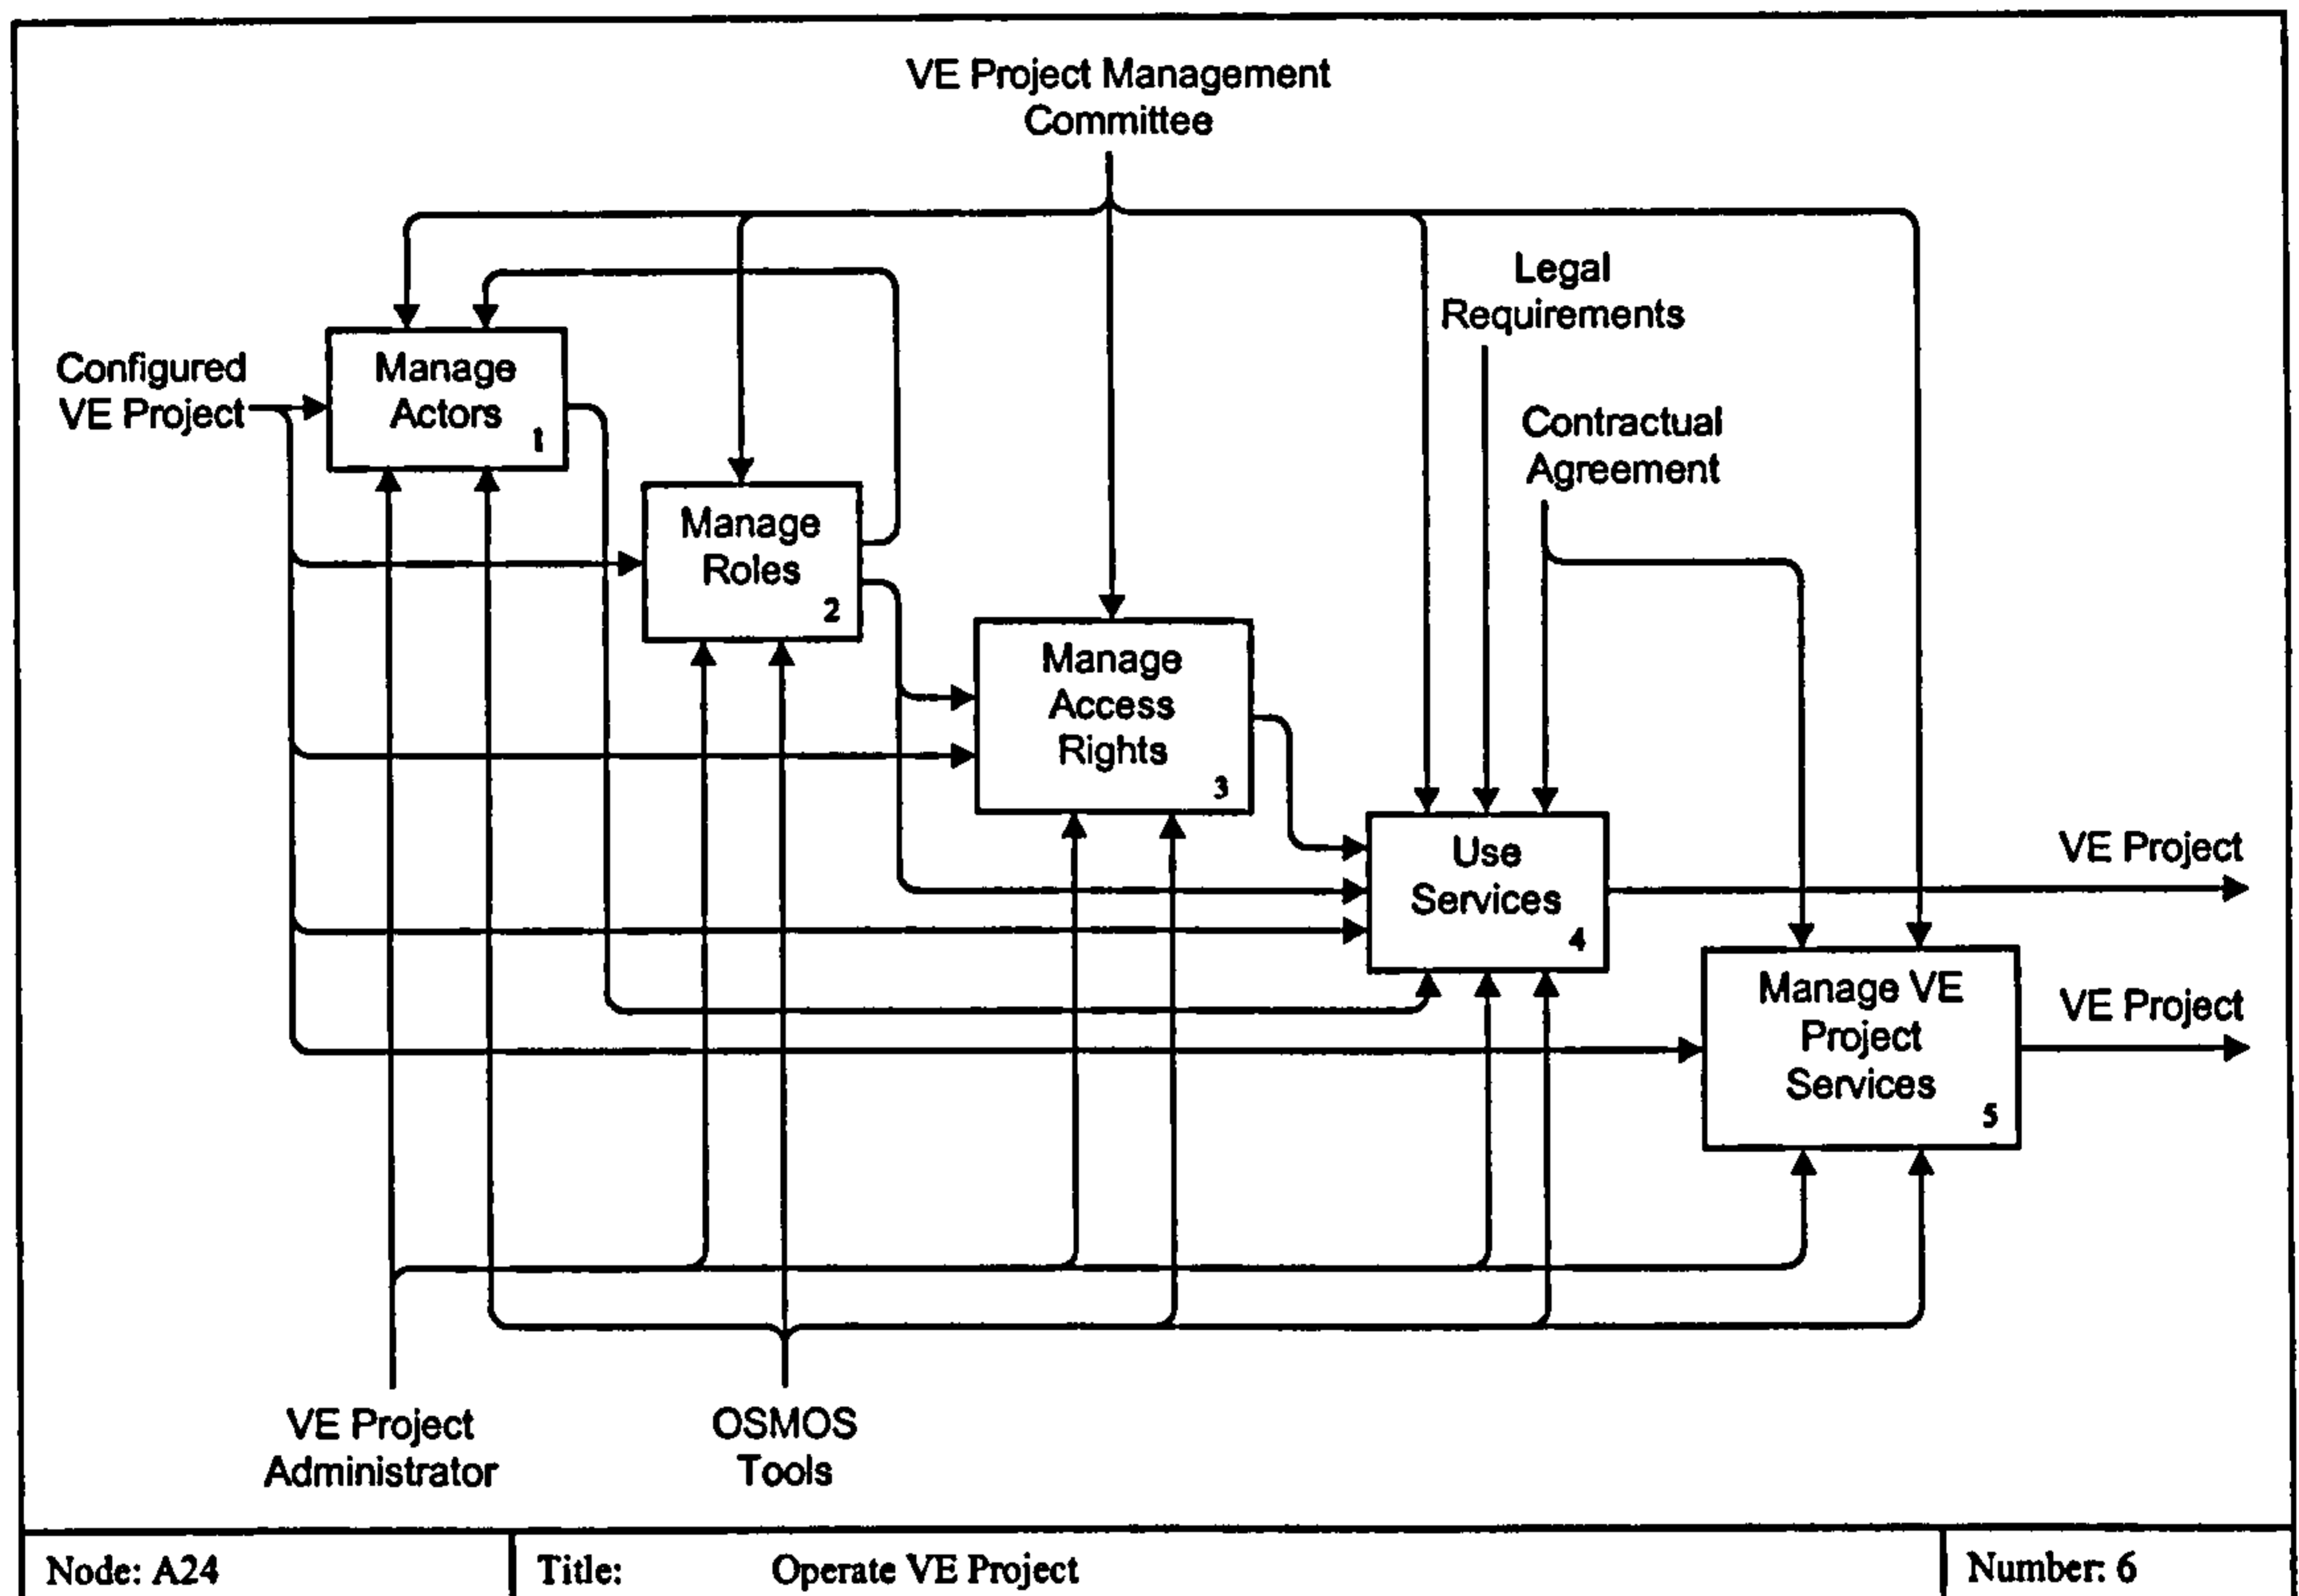 VE Project Management
Committee
Legal
Requirements
Configured
VE Project
Manage
Actors
1
Contractual
Agreement
Manage
Roles
2
Manage
Access
Rights
3
Use
Services
4
VE Project
Manage VE
Project
Services
5
VE Project
VE Project
Administrator
OSMOS
Tools
Node: A24
Title:
Operate VE Project
Number: 6